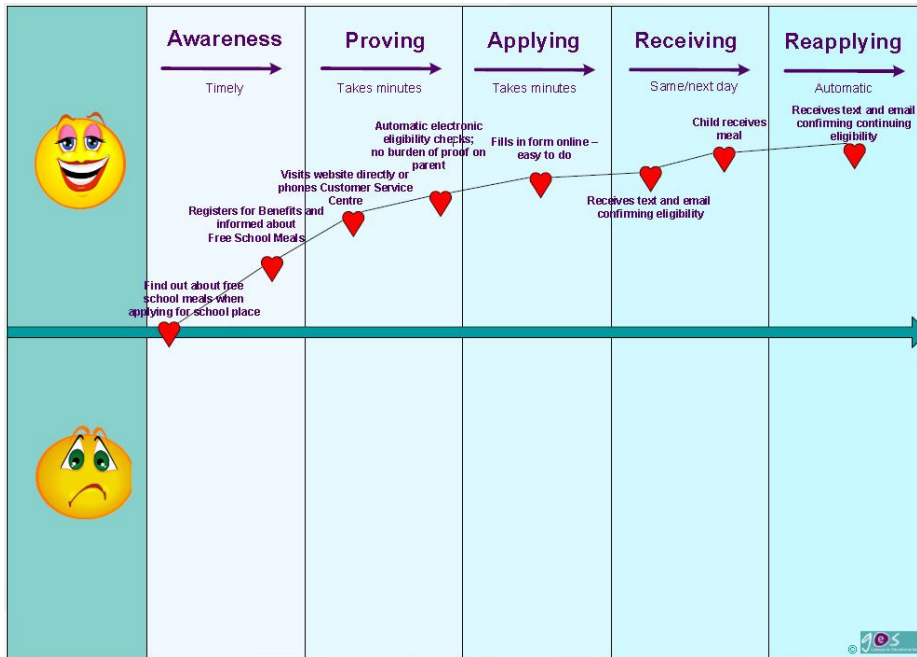 Awareness
Proving
Applying
Receiving
Reapplying
Timely
Takes minutes
Takes minutes
Same/next day
Automatic
Find out about free
school meals when
applying for school place
Registers for Benefits and
informed about
Free School Meals
Visits website directly or
phones Customer Service
Centre
Automatic electronic
eligibility checks;
no burden of proof on
parent
Fills in form online –
easy to do
Receives text and email
confirming eligibility
Child receives
meal
Receives text and email
confirming continuing
eligibility
© ges